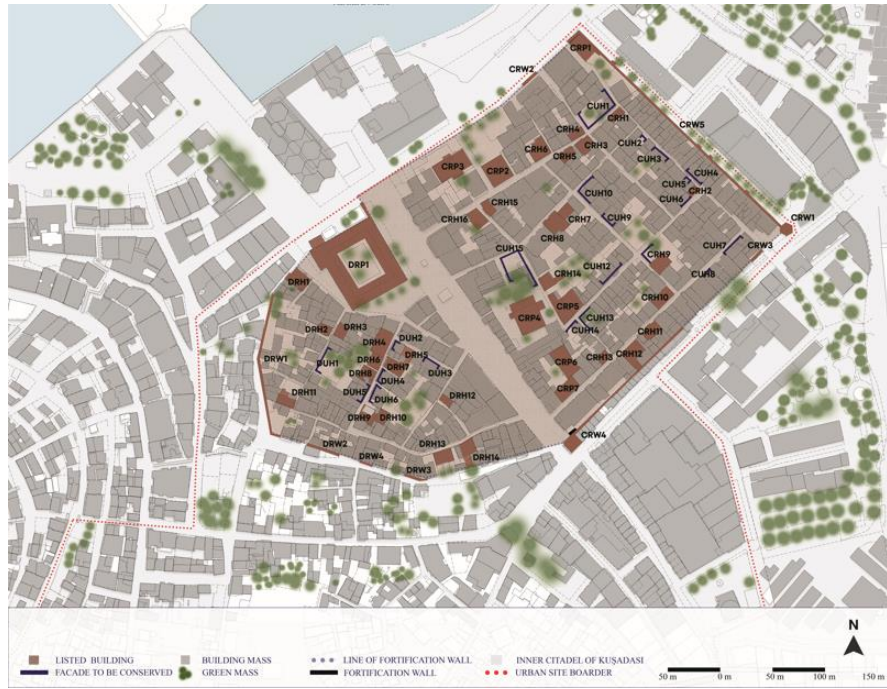 CRP1
CRW2
CUH1
CRH1
CRW5
CRH4
CRH3
CUH2
CRH6
CRH5
CUH3
CRP3
CRP2
CUH4
CUH5
CRH2
CUH10
CUH6
CRH15
CRH16
CRH7
CUH9
CRW1
CRH8
CUH7
CRW3
CUH15
CRH9
DRP1
CUH12
CUH8
CRH14
DRH1
CRH10
CRP5
CRP4
CUH13
CUH14
DRH2
DRH3
CRH11
DRH4
DUH2
DRW1
DRH5
CRH12
DUH1
DRH6
CRP6
CRH13
DRH7
DUH3
DRH8
DUH4
CRP7
DRH11
DUH5
DUH6
DRH12
DRH9
DRH10
CRW4
DRW2
DRH13
DRW4
DRH14
DRW3
N
LISTED BUILDING
BUILDING MASS
LINE OF FORTIFICATION WALL
INNER CITADEL OF KUŞADASI
FACADE TO BE CONSERVED
GREEN MASS
FORTIFICATION WALL
URBAN SITE BOARDER
50 m 0 m 50 m 100 m 150 m